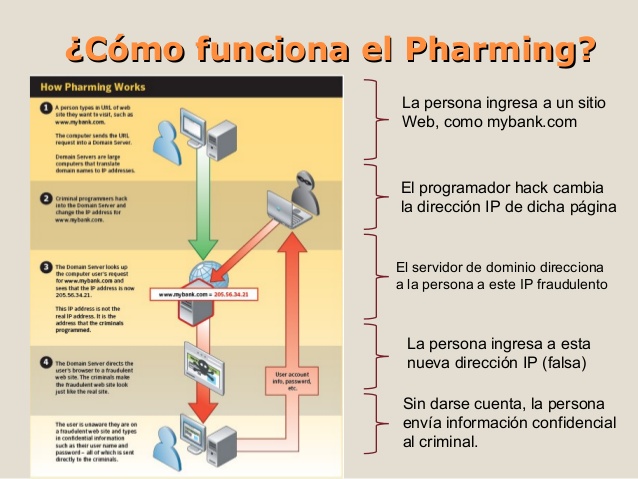 ¿Cómo funciona el Pharming?
How Pharming Works
1 A person types in URL of web
site they want to visit, such as
www.mybank.com.
The computer sends the URL
request into a Domain Server.
Domain Servers are large
computers that translate
domain names to IP addresses.
2 Criminal programmers hack
into the Domain Server and
change the IP address for
www.mybank.com.
3 The Domain Server looks up
the computer user's request
for www.mybank.com and
sees that the IP address is now
205.56.34.21.
This IP address is not the
real IP address. It is the
address that the criminals
programmed.
www.mybank.com = 205.56.34.21
4 The Domain Server directs the
user's browser to a fraudulent
web site. The criminals make
the fraudulent web site look
just like the real site.
User account
info, password,
etc.
The user is unaware they are on
a fraudulent web site and types
in confidential information
such as their user name and
password – all of which is sent
directly to the criminals.
La persona ingresa a un sitio
Web, como mybank.com
El programador hack cambia
la dirección IP de dicha página
El servidor de dominio direcciona
a la persona a este IP fraudulento
La persona ingresa a esta
nueva dirección IP (falsa)
Sin darse cuenta, la persona
envía información confidencial
al criminal.